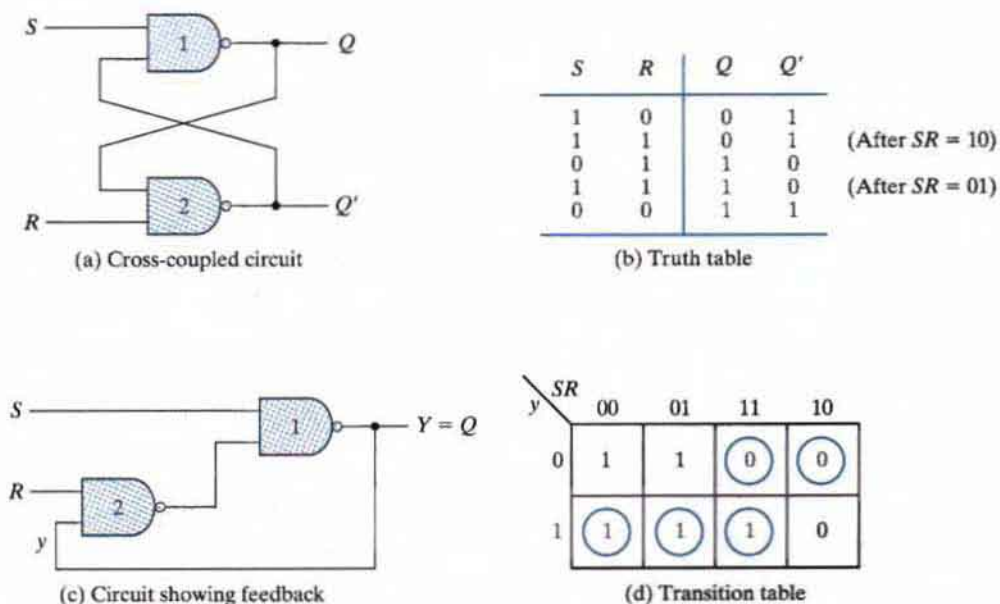 S
1
Q
2
R
Q'
(a) Cross-coupled circuit
S R Q Q'
1 0 0 1
1 1 0 1 (After SR = 10)
0 1 1 0
1 1 1 0 (After SR = 01)
0 0 1 1
(b) Truth table
S
1
Y = Q
R
2
y
(c) Circuit showing feedback
SR
y 00 01 11 10
0 1 1 0 0
1 1 1 1 0
(d) Transition table